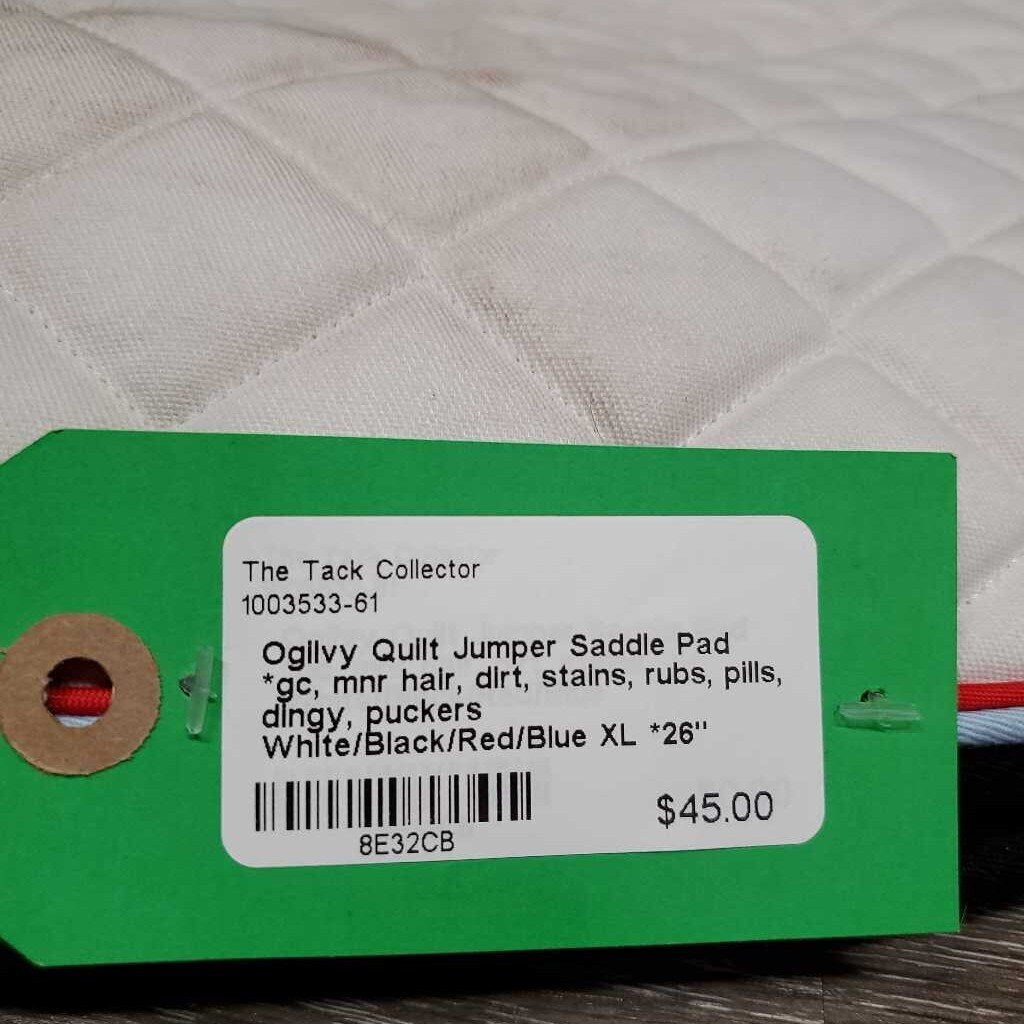 The Tack Collector
1003533-61
Ogilvy Quilt Jumper Saddle Pad
*gc, mnr hair, dirt, stains, rubs, pills,
dingy, puckers
White/Black/Red/Blue XL *26"
8E32CB
$45.00